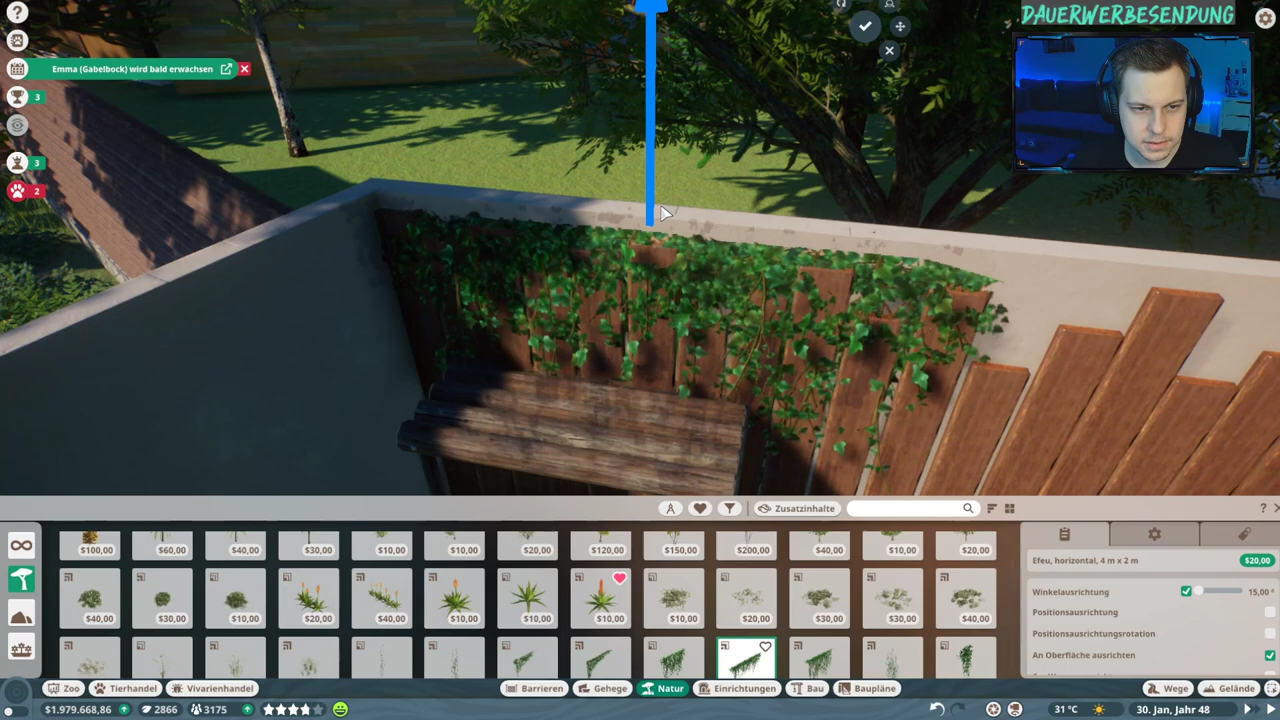 DAUERWERBESENDUNG
?
Emma (Gabelbock) wird bald erwachsen
3
3
2
Zusatzinhalte
?
$100,00 $60,00 $40,00 $30,00 $10,00 $10,00 $20,00 $120,00 $150,00 $200,00 $40,00 $10,00 $20,00
$40,00 $30,00 $10,00 $20,00 $40,00 $10,00 $10,00 $10,00 $10,00 $20,00 $30,00 $30,00 $40,00
Efeu, horizontal, 4 m x 2 m $20,00
Winkelausrichtung 15,00 °
Positionsausrichtung
Positionsausrichtungsrotation
An Oberfläche ausrichten
Zoo Tierhandel Vivarienhandel Barrieren Gehege Natur Einrichtungen Bau Baupläne Wege Gelände
$1.979.668,86 2866 3175 31 °C 30. Jan, Jahr 48